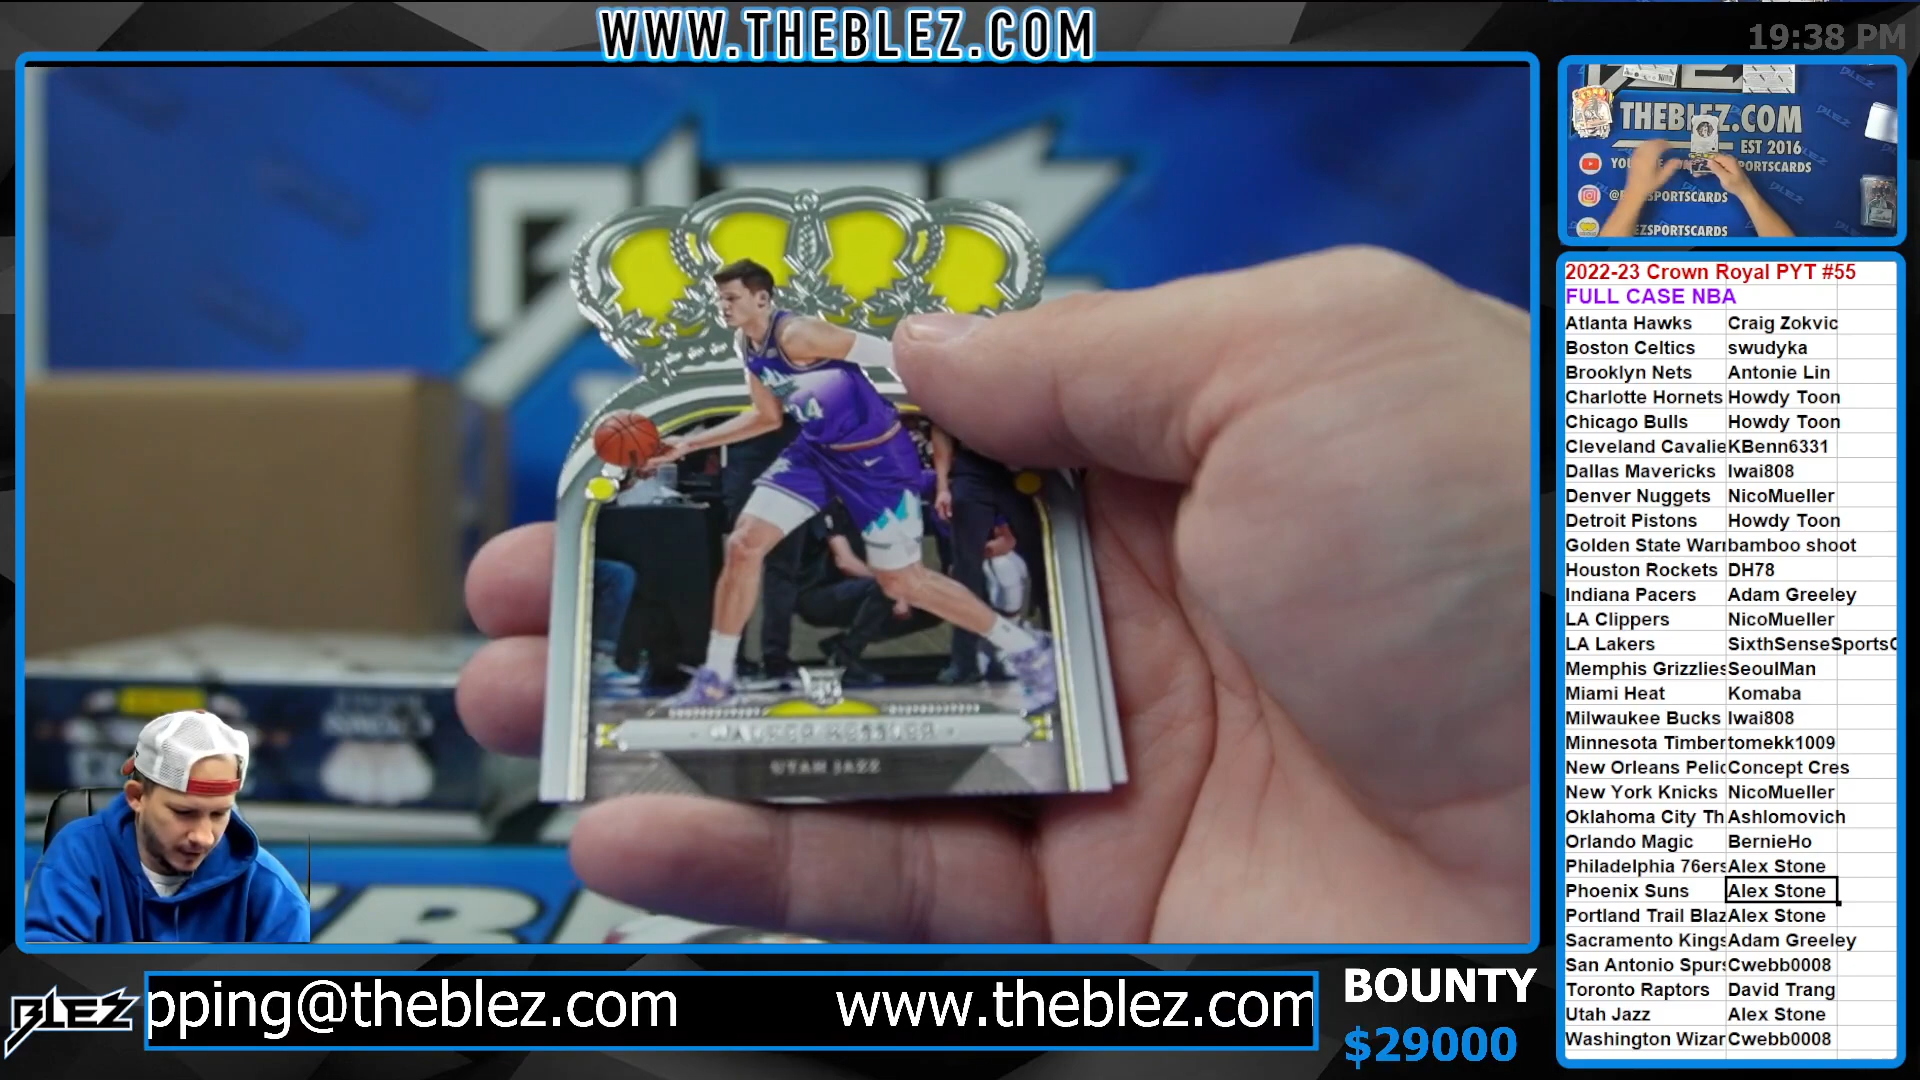 WWW.THEBLEZ.COM
19:38 PM
THEBLEZ.COM
EST 2016
SPORTSCARDS
2022-23 Crown Royal PYT #55
FULL CASE NBA
Atlanta Hawks Craig Zokvic
Boston Celtics swudyka
Brooklyn Nets Antonie Lin
Charlotte Hornets Howdy Toon
Chicago Bulls Howdy Toon
Cleveland Cavalie KBenn6331
Dallas Mavericks Iwai808
Denver Nuggets NicoMueller
Detroit Pistons Howdy Toon
Golden State Warr bamboo shoot
Houston Rockets DH78
Indiana Pacers Adam Greeley
LA Clippers NicoMueller
LA Lakers SixthSenseSportsC
Memphis Grizzlies SeoulMan
Miami Heat Komaba
Milwaukee Bucks Iwai808
Minnesota Timber tomekk1009
New Orleans Pelic Concept Cres
New York Knicks NicoMueller
Oklahoma City Th Ashlomovich
Orlando Magic BernieHo
Philadelphia 76ers Alex Stone
Phoenix Suns Alex Stone
Portland Trail Blaz Alex Stone
Sacramento Kings Adam Greeley
San Antonio Spurs Cwebb0008
Toronto Raptors David Trang
Utah Jazz Alex Stone
Washington Wizar Cwebb0008
24
WALKER KESSLER
UTAH JAZZ
BLEZ
pping@theblez.com www.theblez.com
BOUNTY
$29000